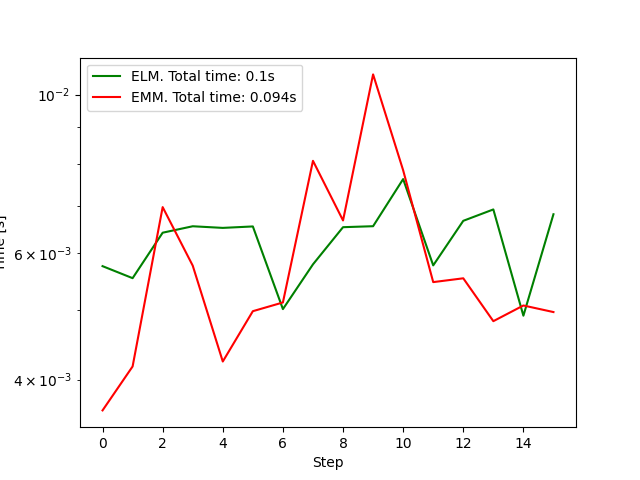 ELM. Total time: 0.1s
EMM. Total time: 0.094s
10⁻²
6 × 10⁻³
4 × 10⁻³
Time [s]
0 2 4 6 8 10 12 14
Step